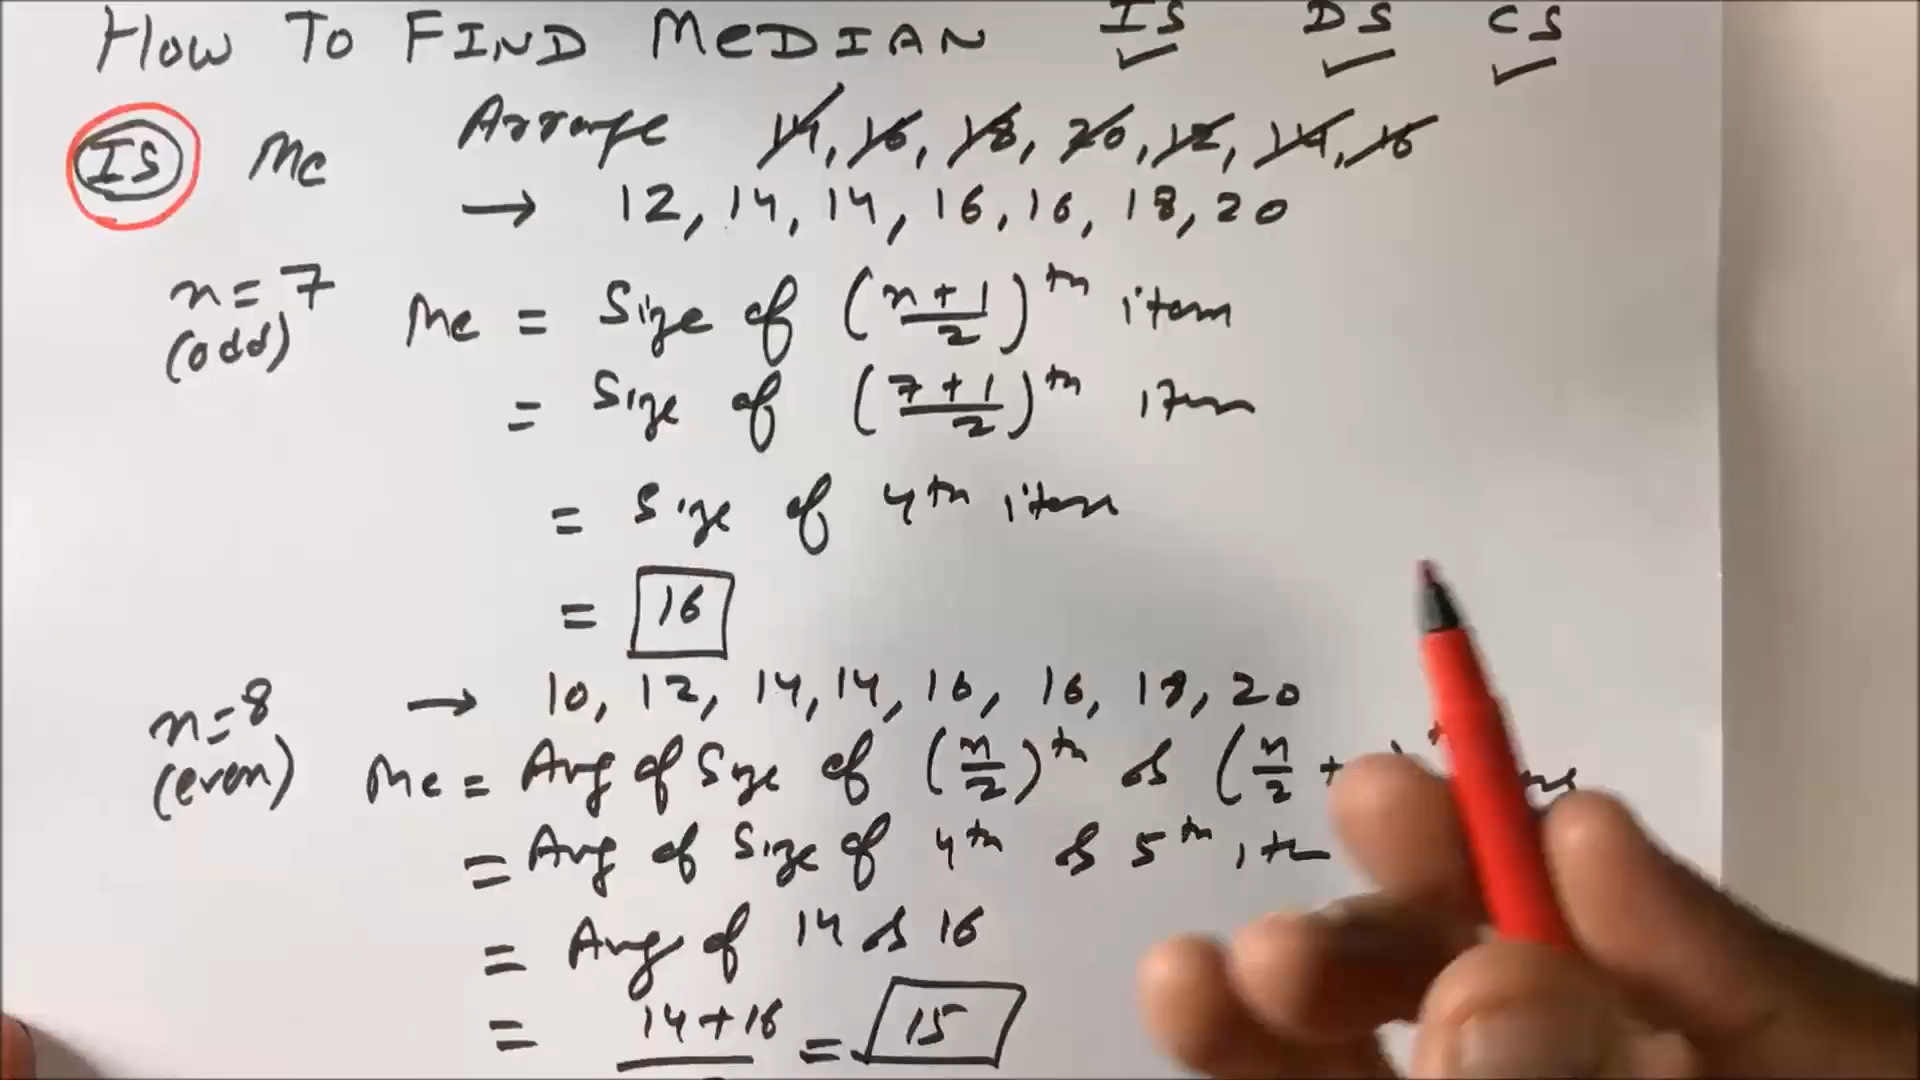 How To FIND MeDIAN IS DS CS
IS Me Arrange 14, 16, 18, 20, 12, 14, 16
→ 12, 14, 14, 16, 16, 18, 20
n = 7 Me = Size of (n+1/2)th item
(odd) = Size of (7+1/2)th item
= Size of 4th item
= 16
n=8 → 10, 12, 14, 14, 16, 16, 18, 20
(even) Me = Avg of Size of (n/2)th & (n/2 +
= Avg of Size of 4th & 5th itm
= Avg of 14 & 16
= 14+16 = 15